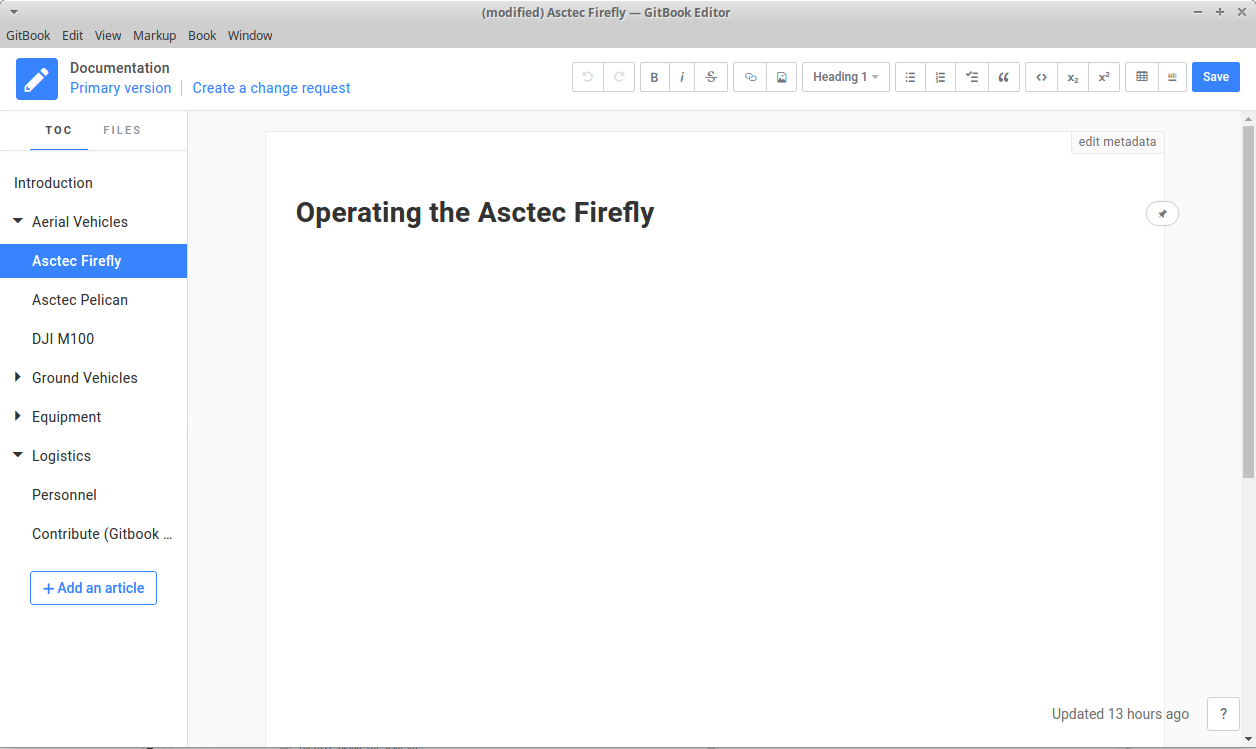 (modified) Asctec Firefly — GitBook Editor
GitBook Edit View Markup Book Window
Documentation
Primary version Create a change request
B i S Heading 1 x₂ x² Save
TOC FILES
edit metadata
Introduction
Operating the Asctec Firefly
Aerial Vehicles
Asctec Firefly
Asctec Pelican
DJI M100
Ground Vehicles
Equipment
Logistics
Personnel
Contribute (Gitbook ...
+ Add an article
Updated 13 hours ago ?